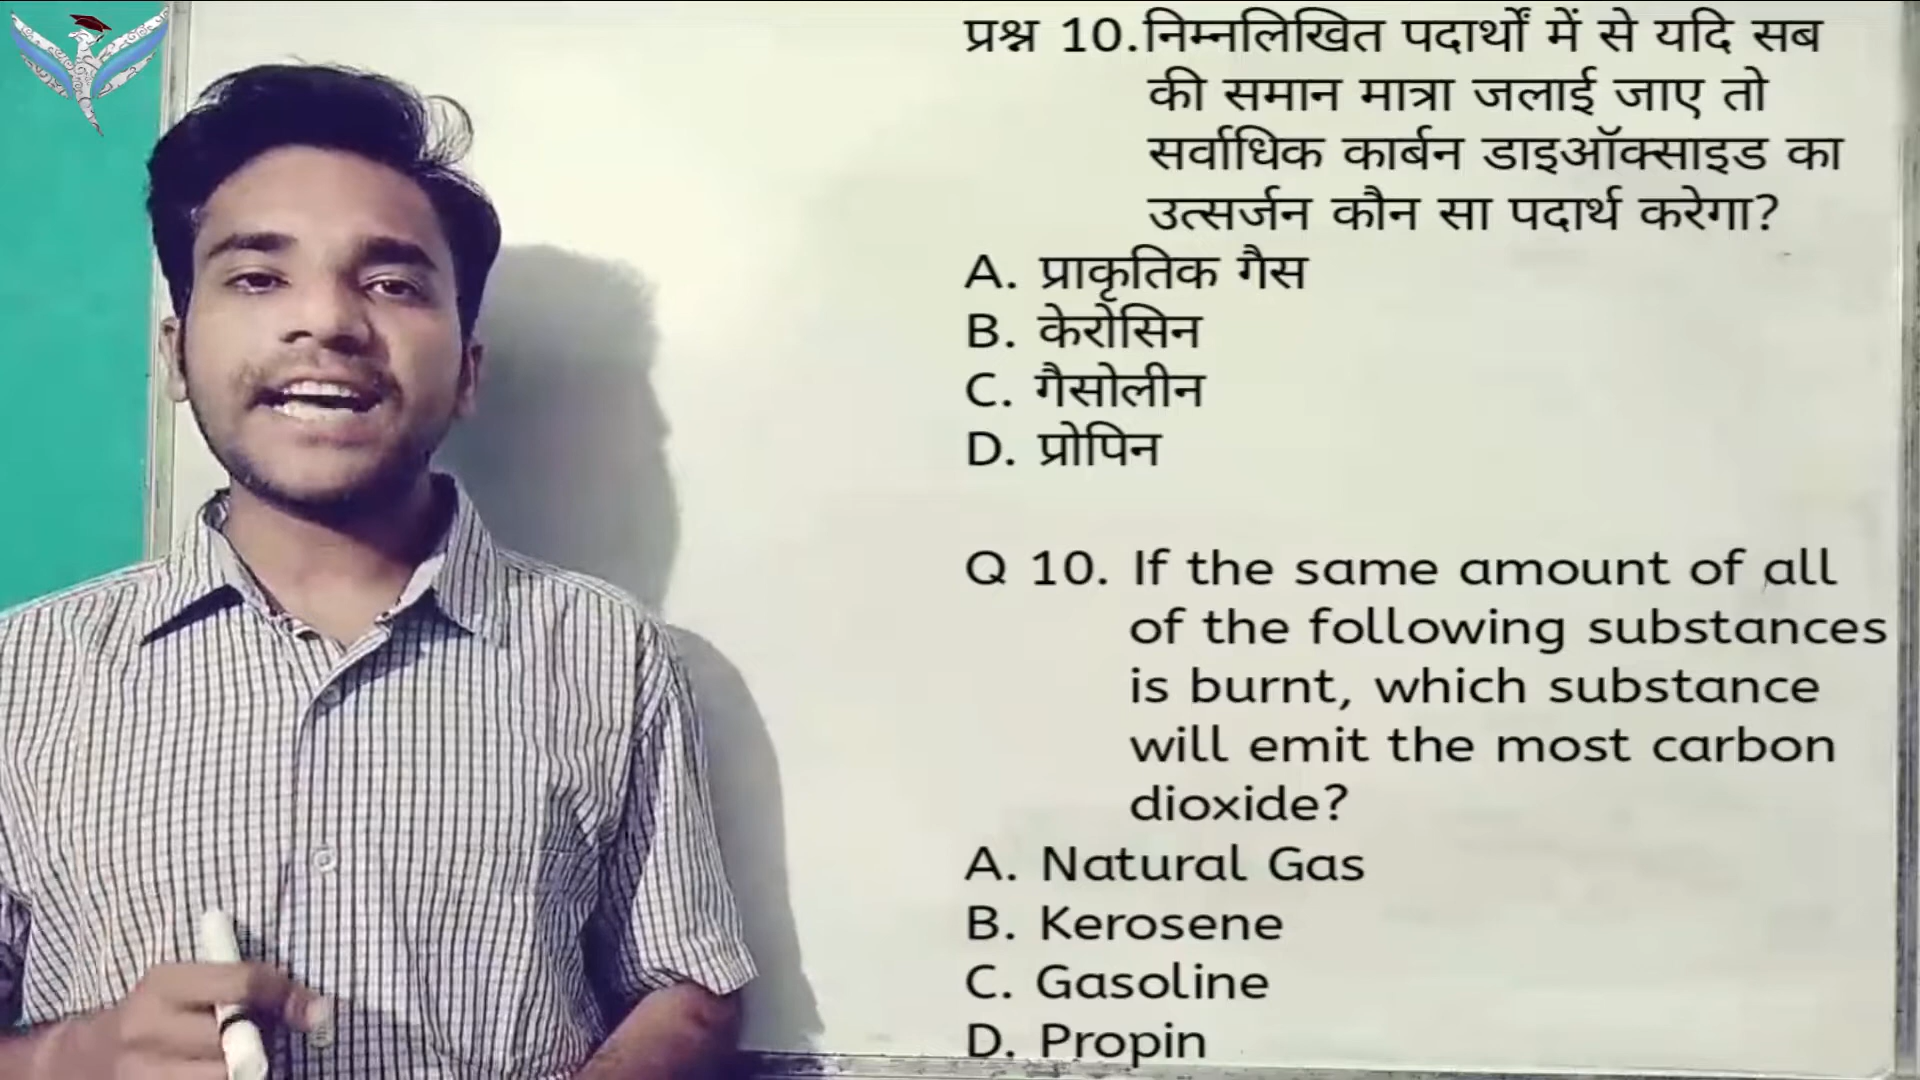 प्रश्न 10.निम्नलिखित पदार्थों में से यदि सब
की समान मात्रा जलाई जाए तो
सर्वाधिक कार्बन डाइऑक्साइड का
उत्सर्जन कौन सा पदार्थ करेगा?
A. प्राकृतिक गैस
B. केरोसिन
C. गैसोलीन
D. प्रोपिन
Q 10. If the same amount of all
of the following substances
is burnt, which substance
will emit the most carbon
dioxide?
A. Natural Gas
B. Kerosene
C. Gasoline
D. Propin